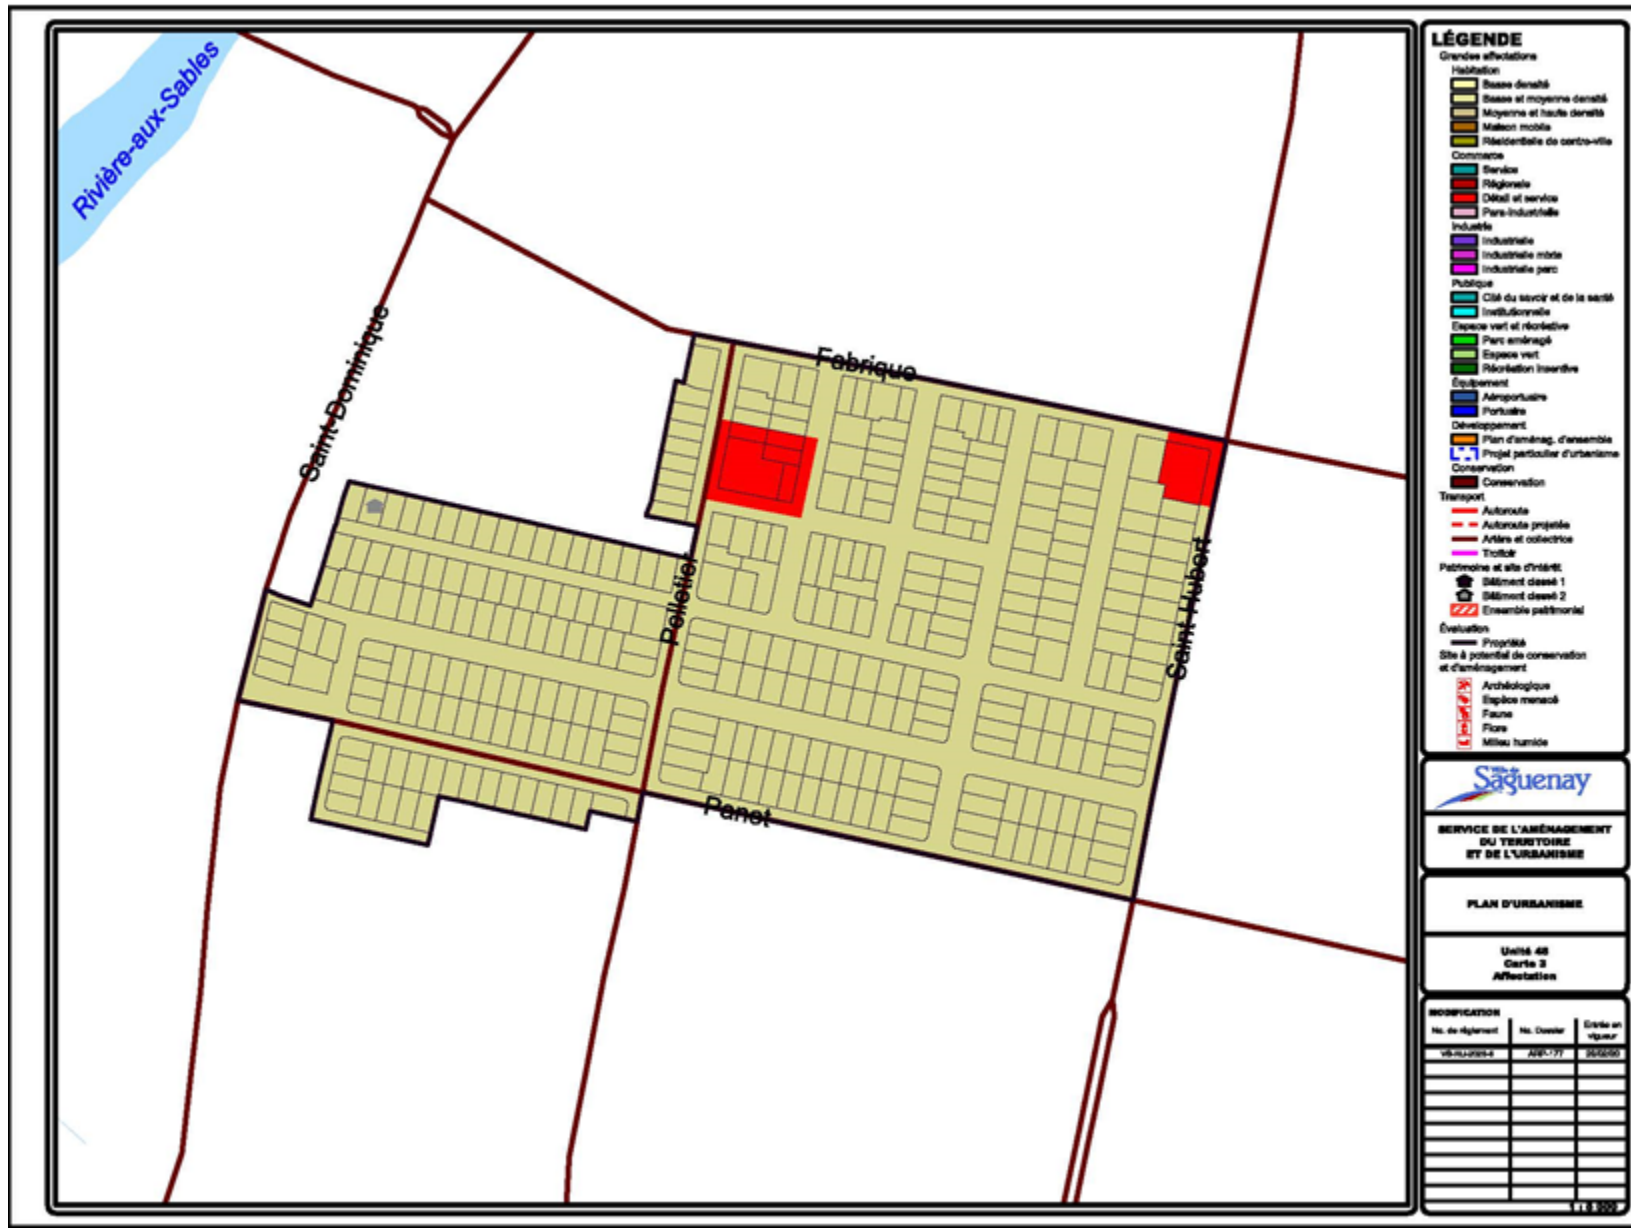 Rivière-aux-Sables
Saint-Dominique
Fabrique
Pelletier
Saint-Hubert
Panet
LÉGENDE
Grandes affectations
Habitation
Basse densité
Basse et moyenne densité
Moyenne et haute densité
Maison mobile
Résidentielle de centre-ville
Commerce
Service
Régionale
Détail et service
Para-industrielle
Industrie
Industrielle
Industrielle mixte
Industrielle parc
Publique
Cité du savoir et de la santé
Institutionnelle
Espace vert et récréative
Parc aménagé
Espace vert
Récréation insentive
Équipement
Aéroportuaire
Portuaire
Développement
Plan d'aménag. d'ensemble
Projet particulier d'urbanisme
Conservation
Conservation
Transport
Autoroute
Autoroute projetée
Artère et collectrice
Trottoir
Patrimoine et site d'intérêt
Bâtiment classé 1
Bâtiment classé 2
Ensemble patrimonial
Évaluation
Propriété
Site à potentiel de conservation
et d'aménagement
Archéologique
Espèce menacé
Faune
Flore
Milieu humide
Saguenay
SERVICE DE L'AMÉNAGEMENT
DU TERRITOIRE
ET DE L'URBANISME
PLAN D'URBANISME
Unité 48
Carte 3
Affectation
MODIFICATION
No. de règlement No. Dossier Entrée en vigueur
ARP-177